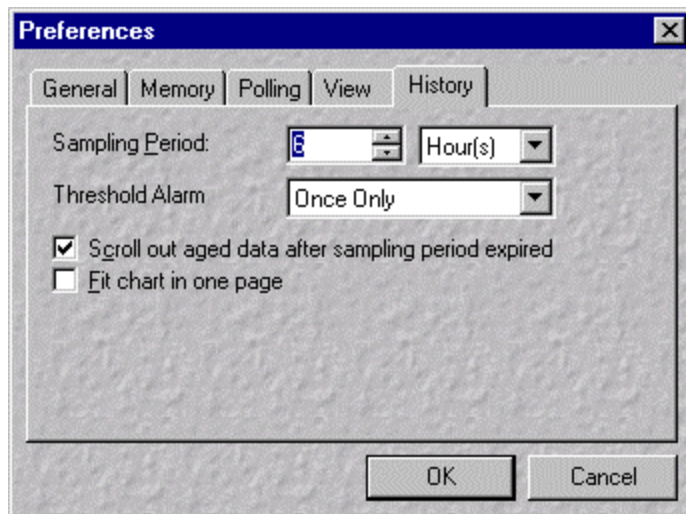 Preferences
General Memory Polling View History
Sampling Period: 6 Hour(s)
Threshold Alarm Once Only
Scroll out aged data after sampling period expired
Fit chart in one page
OK Cancel